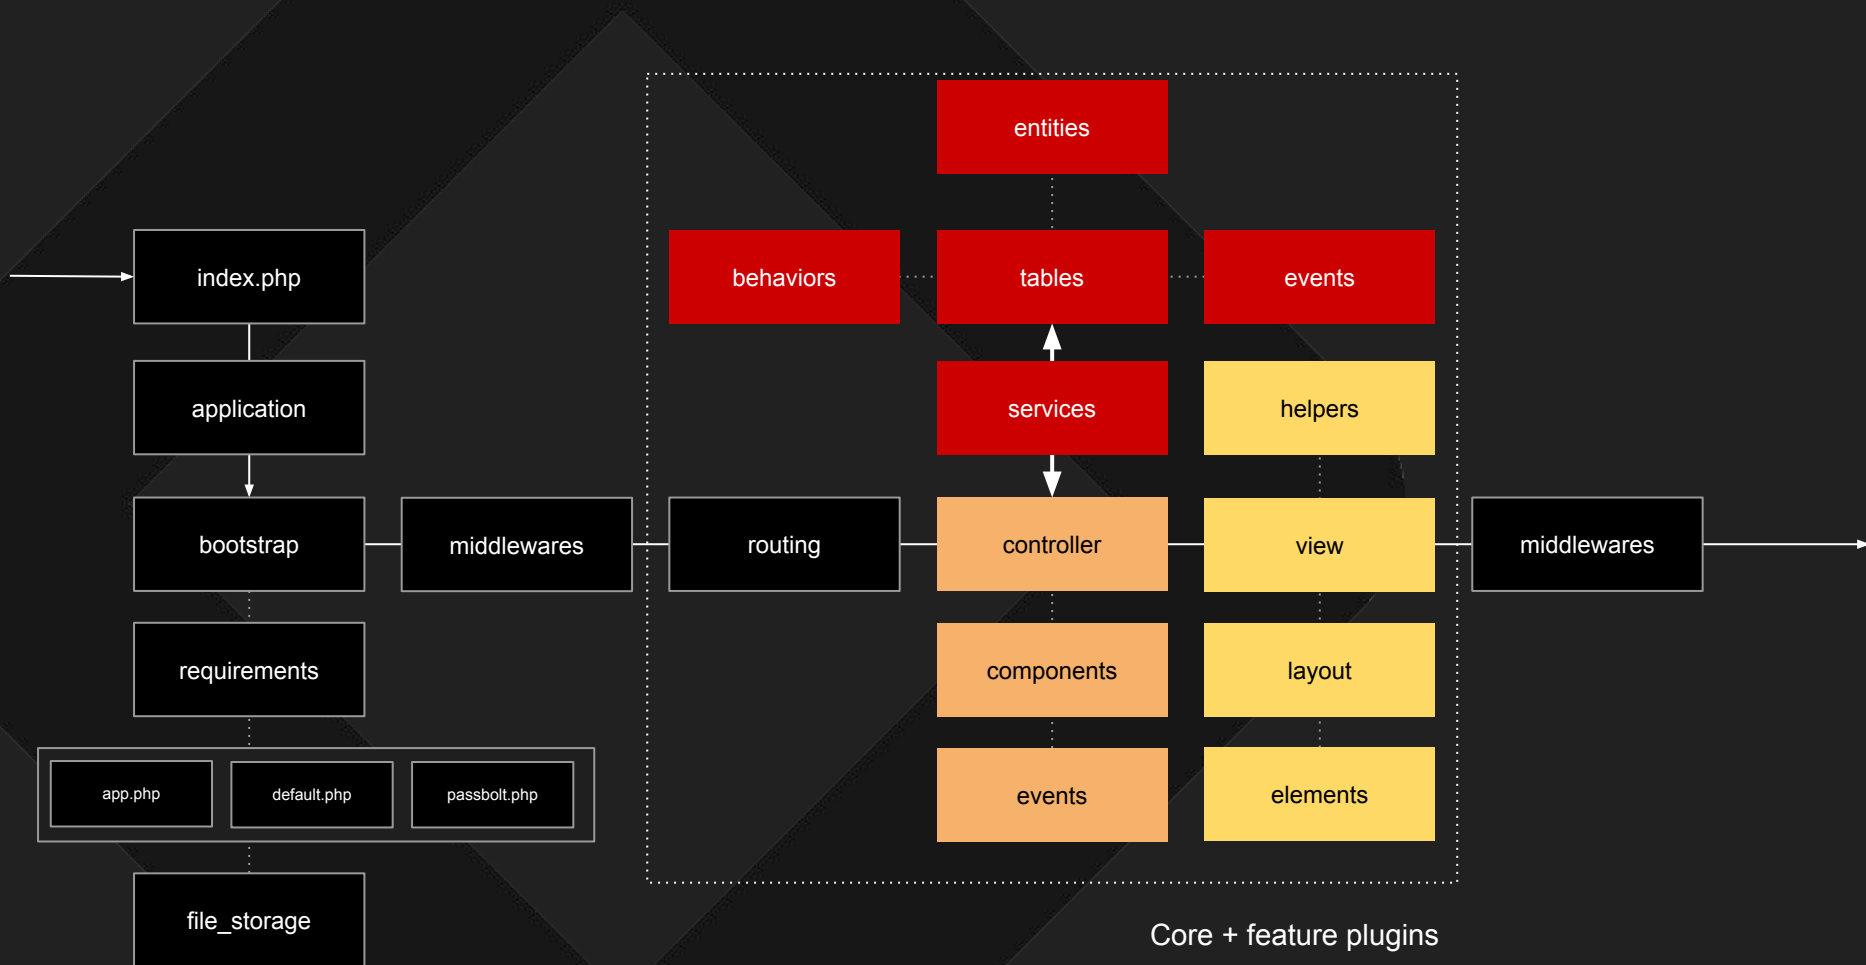 entities
index.php
behaviors
tables
events
application
services
helpers
bootstrap
middlewares
routing
controller
view
middlewares
requirements
components
layout
app.php
default.php
passbolt.php
events
elements
file_storage
Core + feature plugins